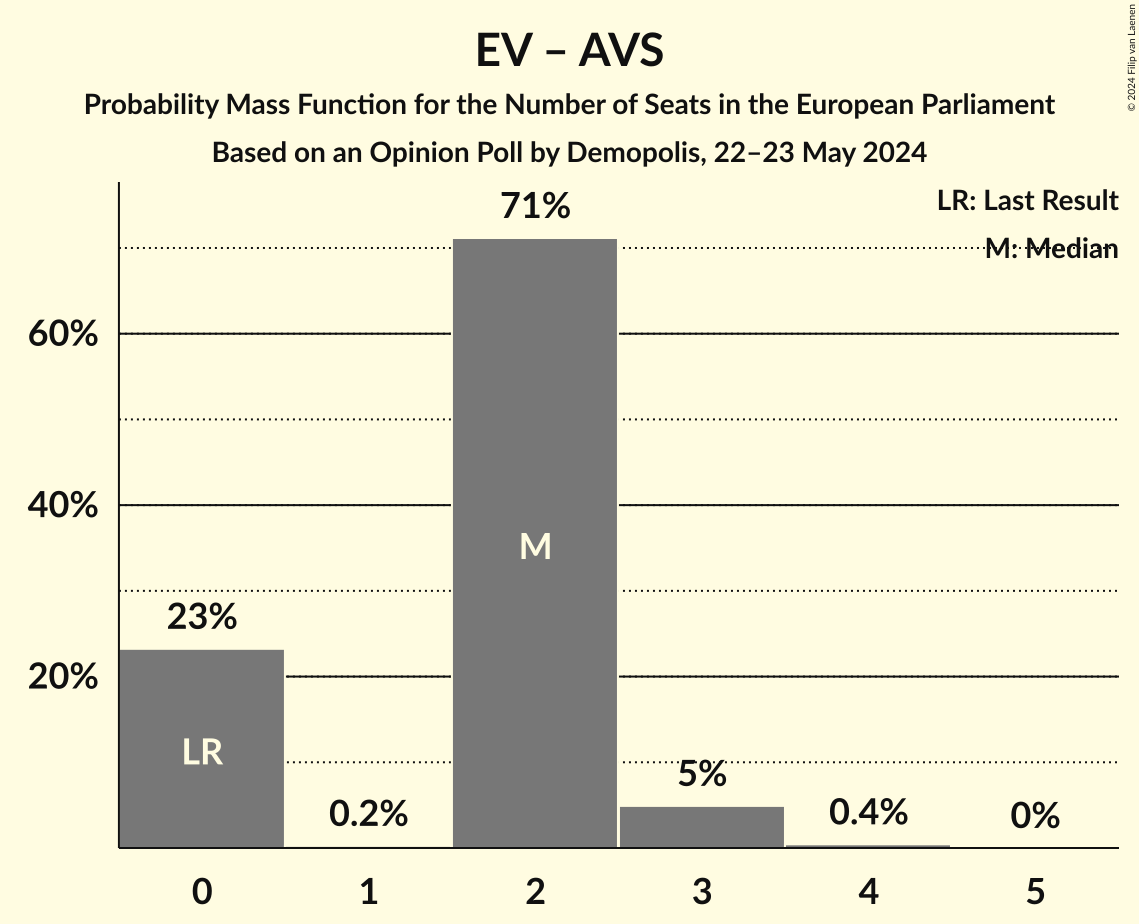 EV – AVS
Probability Mass Function for the Number of Seats in the European Parliament
Based on an Opinion Poll by Demopolis, 22–23 May 2024
© 2024 Filip van Laenen
LR: Last Result
M: Median
71%
60%
40%
M
23%
20%
LR
5%
0.2%
0.4%
0%
0 1 2 3 4 5